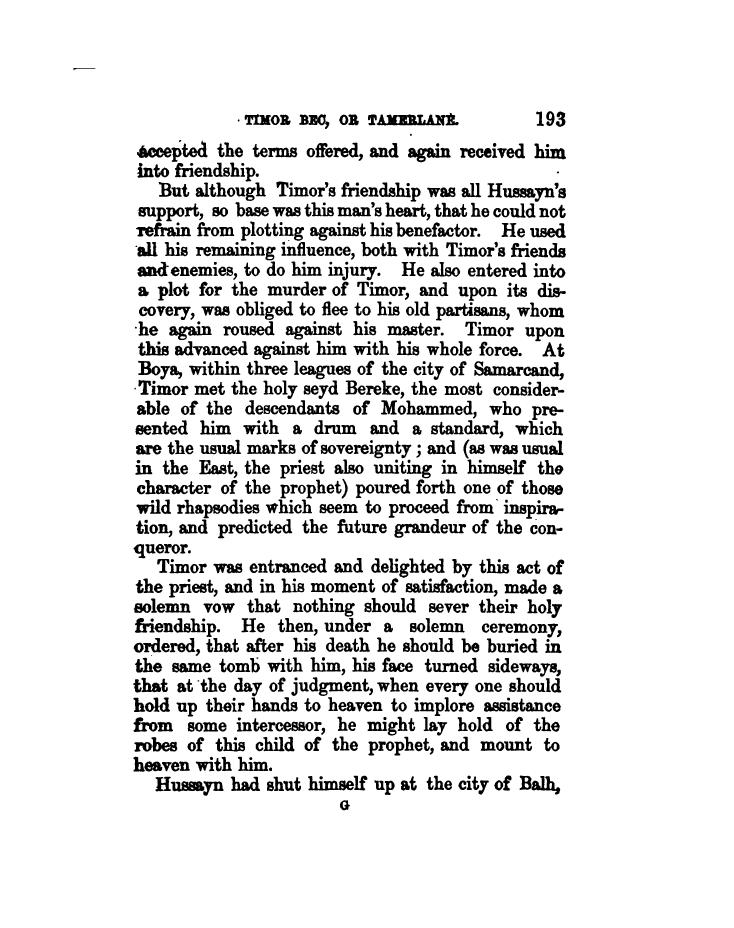 TIMOR BEC, OR TAMERLANE. 193
accepted the terms offered, and again received him
into friendship.
But although Timor's friendship was all Hussayn's
support, so base was this man's heart, that he could not
refrain from plotting against his benefactor. He used
all his remaining influence, both with Timor's friends
and enemies, to do him injury. He also entered into
a plot for the murder of Timor, and upon its dis-
covery, was obliged to flee to his old partisans, whom
he again roused against his master. Timor upon
this advanced against him with his whole force. At
Boya, within three leagues of the city of Samarcand,
Timor met the holy seyd Bereke, the most consider-
able of the descendants of Mohammed, who pre-
sented him with a drum and a standard, which
are the usual marks of sovereignty; and (as was usual
in the East, the priest also uniting in himself the
character of the prophet) poured forth one of those
wild rhapsodies which seem to proceed from inspira-
tion, and predicted the future grandeur of the con-
queror.
Timor was entranced and delighted by this act of
the priest, and in his moment of satisfaction, made a
solemn vow that nothing should sever their holy
friendship. He then, under a solemn ceremony,
ordered, that after his death he should be buried in
the same tomb with him, his face turned sideways,
that at the day of judgment, when every one should
hold up their hands to heaven to implore assistance
from some intercessor, he might lay hold of the
robes of this child of the prophet, and mount to
heaven with him.
Hussayn had shut himself up at the city of Balh,
G